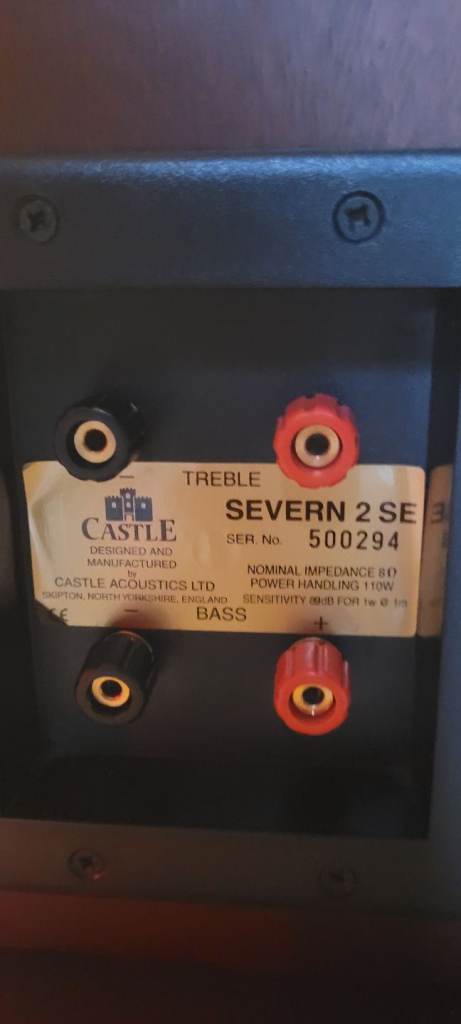 TREBLE
−
CASTLE
DESIGNED AND
MANUFACTURED
by
CASTLE ACOUSTICS LTD
SKIPTON, NORTH YORKSHIRE, ENGLAND
CE
SEVERN 2 SE
SER. No. 500294
NOMINAL IMPEDANCE 8Ω
POWER HANDLING 110W
SENSITIVITY 89dB FOR 1w @ 1m
− BASS +